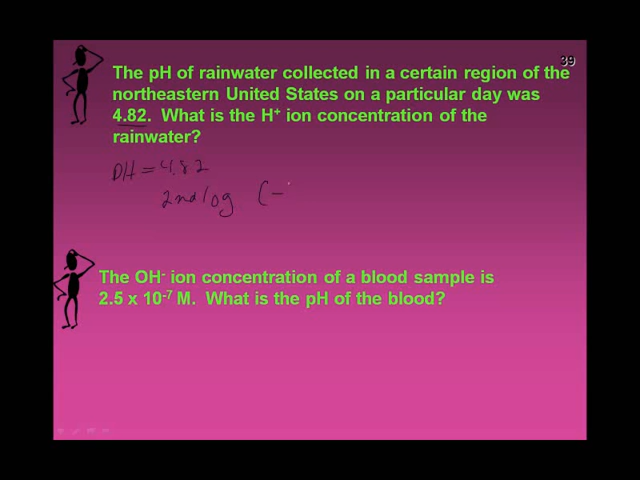 39
The pH of rainwater collected in a certain region of the
northeastern United States on a particular day was
4.82. What is the H⁺ ion concentration of the
rainwater?
pH = 4.82
2nd log (-
The OH⁻ ion concentration of a blood sample is
2.5 x 10⁻⁷ M. What is the pH of the blood?